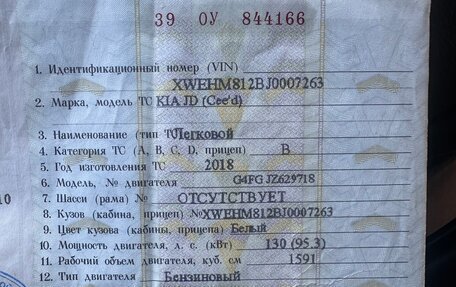 39 ОУ 844166
1. Идентификационный номер (VIN)
XWEHM812BJ0007263
2. Марка, модель ТС KIA JD (Cee'd)
3. Наименование (тип ТС) Легковой
4. Категория ТС (A, B, C, D, прицеп) B
5. Год изготовления ТС 2018
6. Модель, № двигателя G4FG JZ629718
7. Шасси (рама) № ОТСУТСТВУЕТ
8. Кузов (кабина, прицеп) № XWEHM812BJ0007263
9. Цвет кузова (кабины, прицепа) Белый
10. Мощность двигателя, л. с. (кВт) 130 (95.3)
11. Рабочий объем двигателя, куб. см 1591
12. Тип двигателя Бензиновый